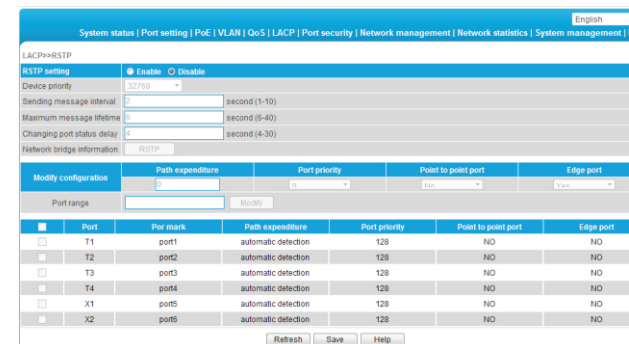 English
System status | Port setting | PoE | VLAN | QoS | LACP | Port security | Network management | Network statistics | System management |
LACP>>RSTP
RSTP setting Enable Disable
Device priority 32768
Sending message interval 2 second (1-10)
Maximum message lifetime 6 second (6-40)
Changing port status delay 4 second (4-30)
Network bridge information RSTP
Modify configuration Path expenditure Port priority Point to point port Edge port
0 0 No Yes
Port range Modify
Port Por mark Path expenditure Port priority Point to point port Edge port
T1 port1 automatic detection 128 NO NO
T2 port2 automatic detection 128 NO NO
T3 port3 automatic detection 128 NO NO
T4 port4 automatic detection 128 NO NO
X1 port5 automatic detection 128 NO NO
X2 port6 automatic detection 128 NO NO
Refresh Save Help